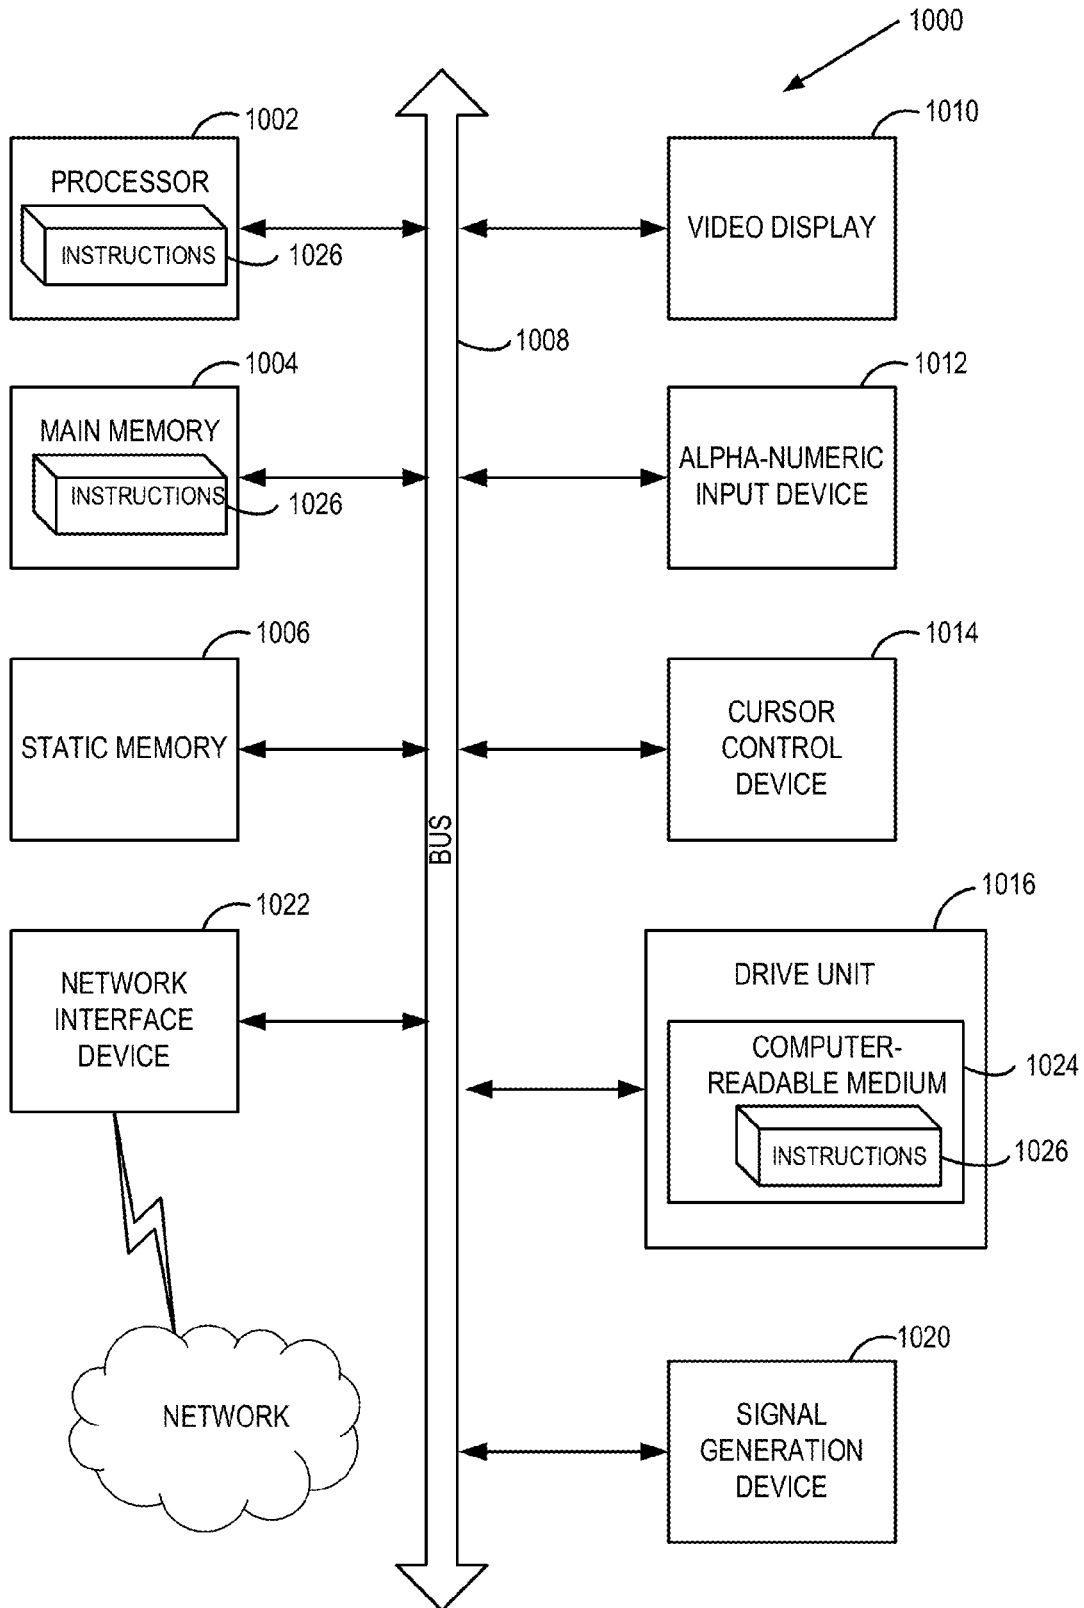 1000
1002
PROCESSOR
INSTRUCTIONS
1026
1010
VIDEO DISPLAY
1008
1004
MAIN MEMORY
INSTRUCTIONS
1026
1012
ALPHA-NUMERIC
INPUT DEVICE
1006
STATIC MEMORY
1014
CURSOR
CONTROL
DEVICE
BUS
1022
NETWORK
INTERFACE
DEVICE
1016
DRIVE UNIT
COMPUTER-
READABLE MEDIUM
1024
INSTRUCTIONS
1026
NETWORK
1020
SIGNAL
GENERATION
DEVICE